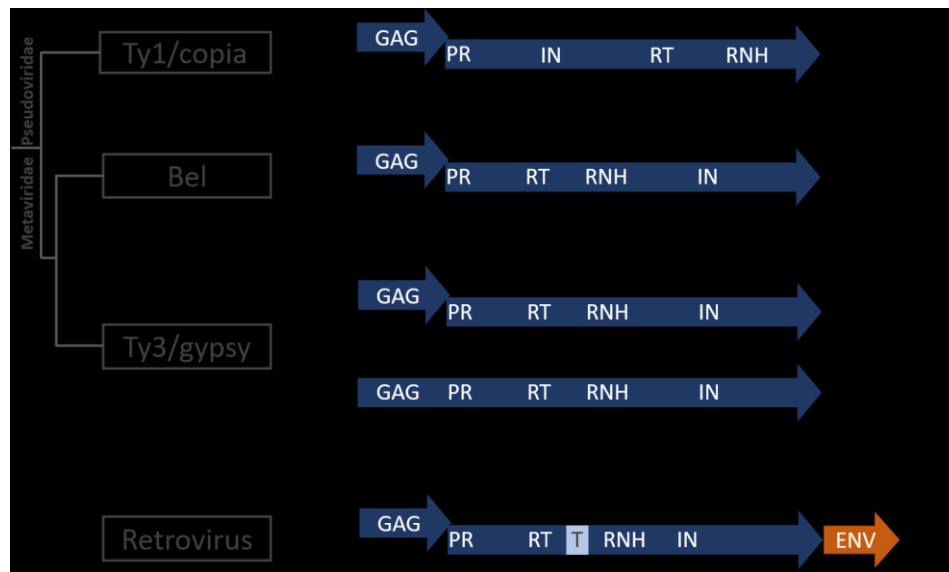 Pseudoviridae
Metaviridae
Ty1/copia
GAG
PR IN RT RNH
Bel
GAG
PR RT RNH IN
Ty3/gypsy
GAG
PR RT RNH IN
GAG PR RT RNH IN
Retrovirus
GAG
PR RT T RNH IN
ENV